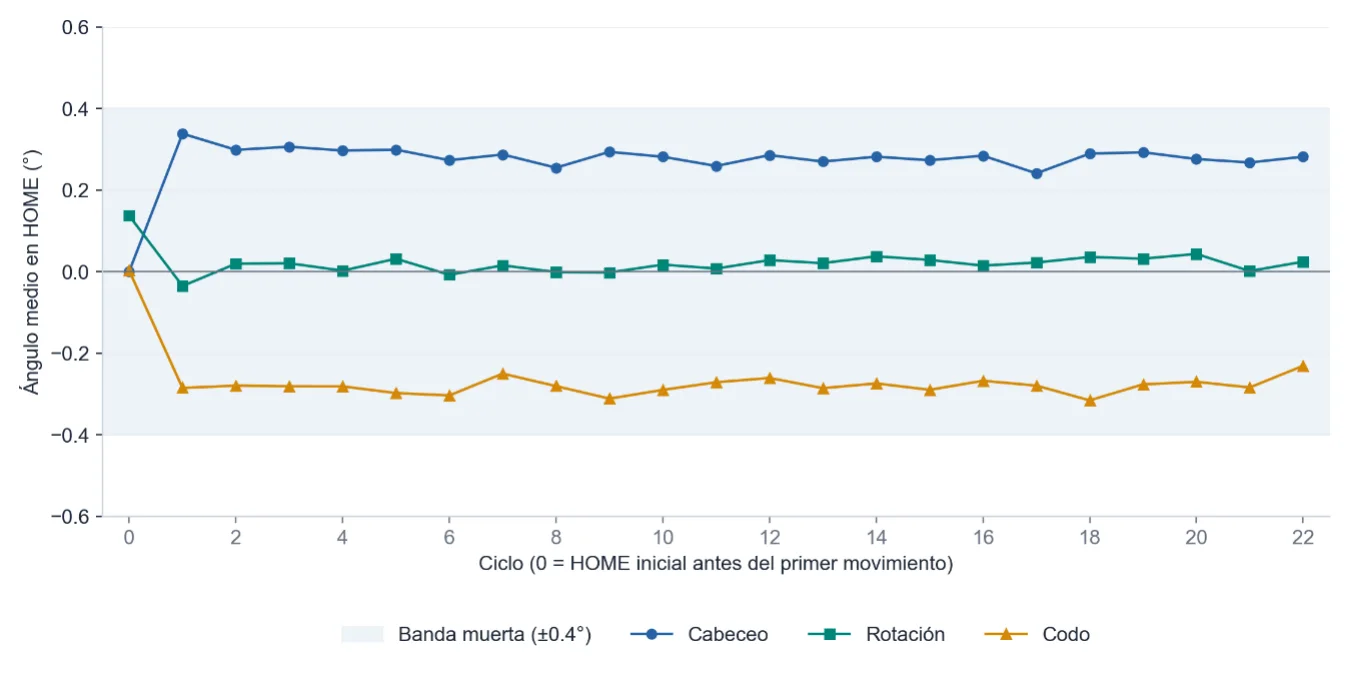 0.6
0.4
0.2
0.0
−0.2
−0.4
−0.6
Ángulo medio en HOME (°)
0 2 4 6 8 10 12 14 16 18 20 22
Ciclo (0 = HOME inicial antes del primer movimiento)
Banda muerta (±0.4°) Cabeceo Rotación Codo